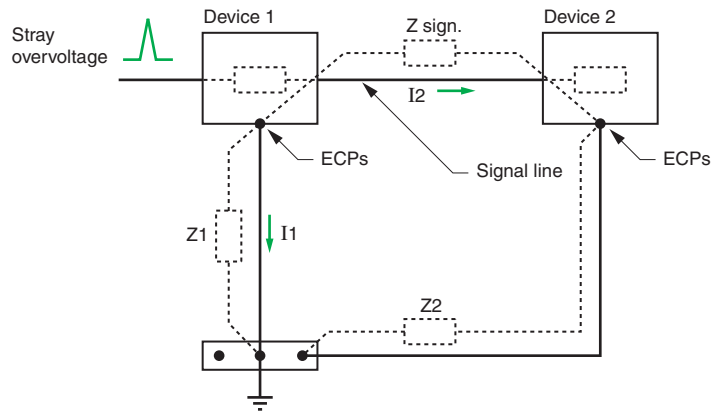 Device 1
Z sign.
Device 2
Stray
overvoltage
I2
ECPs
Signal line
ECPs
Z1
I1
Z2